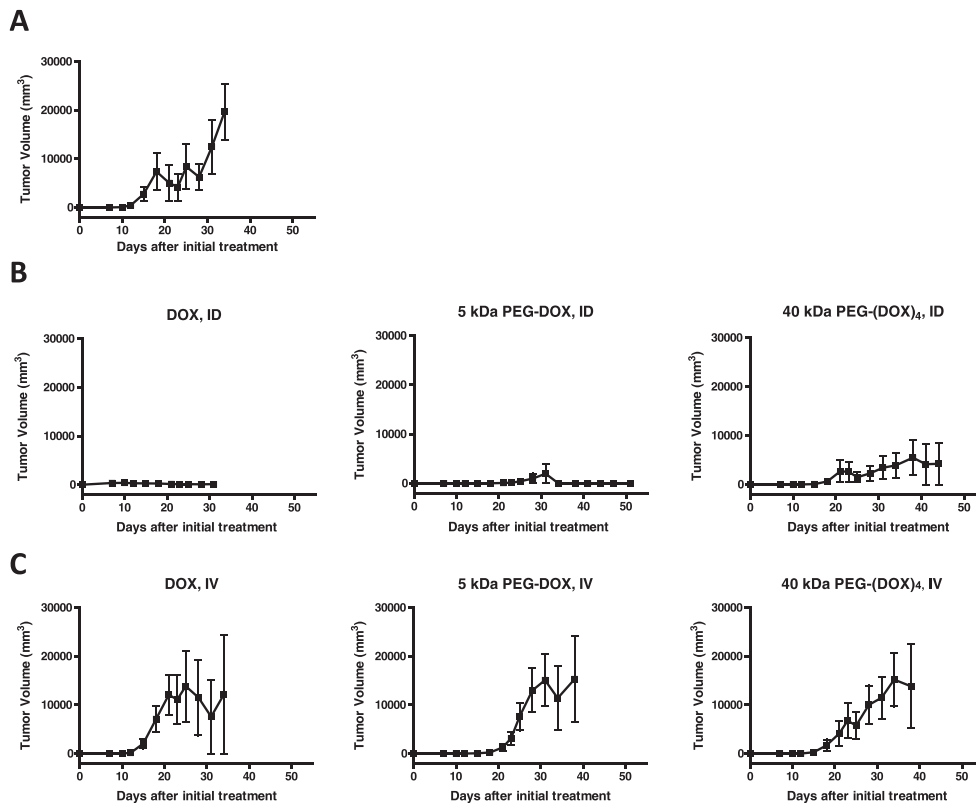 A
30000
20000
10000
0
Tumor Volume (mm³)
0 10 20 30 40 50
Days after initial treatment
B
DOX, ID
30000
20000
10000
0
Tumor Volume (mm³)
0 10 20 30 40 50
Days after initial treatment
5 kDa PEG-DOX, ID
30000
20000
10000
0
Tumor Volume (mm³)
0 10 20 30 40 50
Days after initial treatment
40 kDa PEG-(DOX)₄, ID
30000
20000
10000
0
Tumor Volume (mm³)
0 10 20 30 40 50
Days after initial treatment
C
DOX, IV
30000
20000
10000
0
Tumor Volume (mm³)
0 10 20 30 40 50
Days after initial treatment
5 kDa PEG-DOX, IV
30000
20000
10000
0
Tumor Volume (mm³)
0 10 20 30 40 50
Days after initial treatment
40 kDa PEG-(DOX)₄, IV
30000
20000
10000
0
Tumor Volume (mm³)
0 10 20 30 40 50
Days after initial treatment